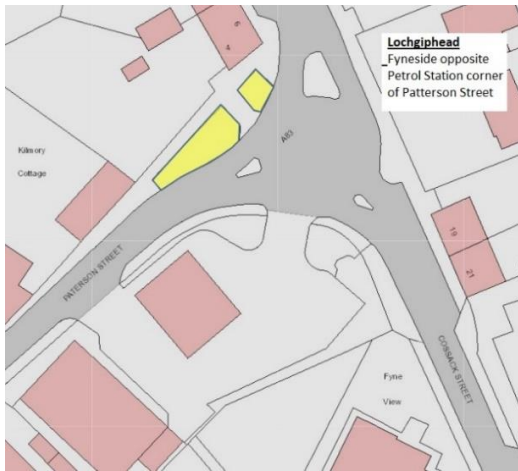 Lochgiphead
Fyneside opposite
Petrol Station corner
of Patterson Street
6
4
A83
Kilmory
Cottage
19
21
PATERSON STREET
COSSACK STREET
Fyne
View